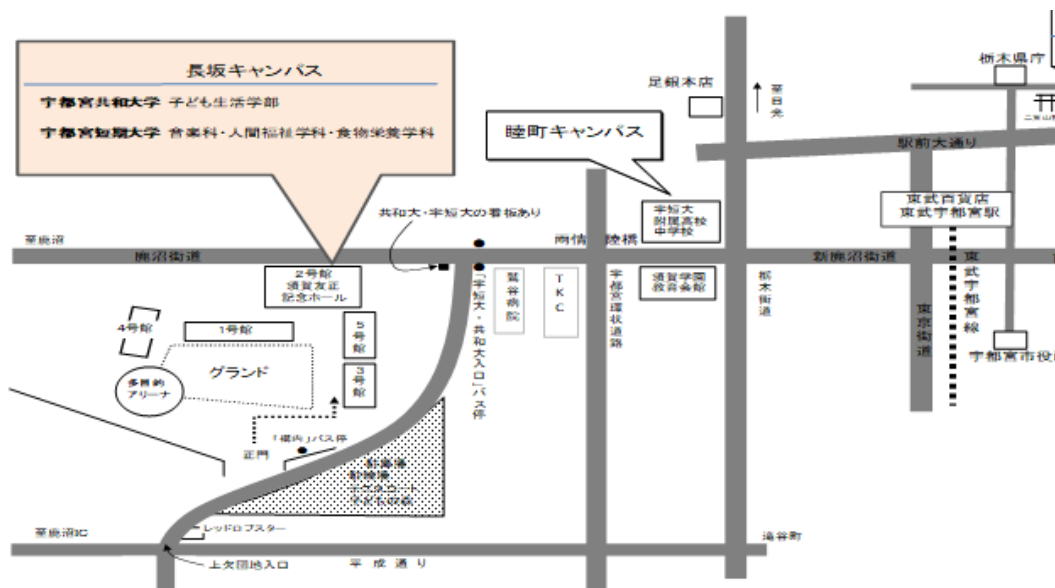 長坂キャンパス
宇都宮共和大学 子ども生活学部
宇都宮短期大学 音楽科・人間福祉学科・食物栄養学科
睦町キャンパス
足銀本店
至日光
栃木県庁
駅前大通り
東武百貨店
東武宇都宮駅
共和大・宇短大の看板あり
宇短大
附属高校
中学校
至鹿沼
鹿沼街道
雨情陸橋
新鹿沼街道
2号館
須賀友正
記念ホール
「宇短大・共和大入口」バス停
鷲谷病院
TKC
宇都宮環状道路
須賀学園
教育会館
栃木街道
東京街道
東武宇都宮線
宇都宮市役
4号館
1号館
5号館
3号館
グランド
多目的
アリーナ
「構内」バス停
正門
駐車場
至鹿沼IC
レッドロブスター
上欠団地入口
平成通り
滝谷町